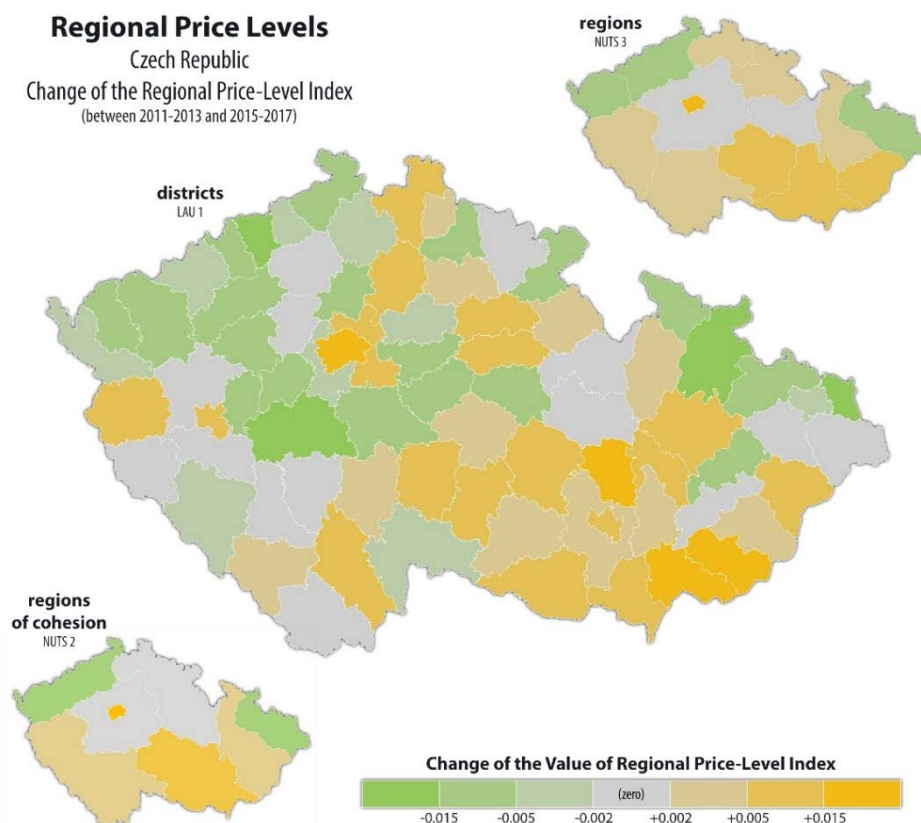 Regional Price Levels
Czech Republic
Change of the Regional Price-Level Index
(between 2011-2013 and 2015-2017)
regions
NUTS 3
districts
LAU 1
regions
of cohesion
NUTS 2
Change of the Value of Regional Price-Level Index
(zero)
-0.015 -0.005 -0.002 +0.002 +0.005 +0.015